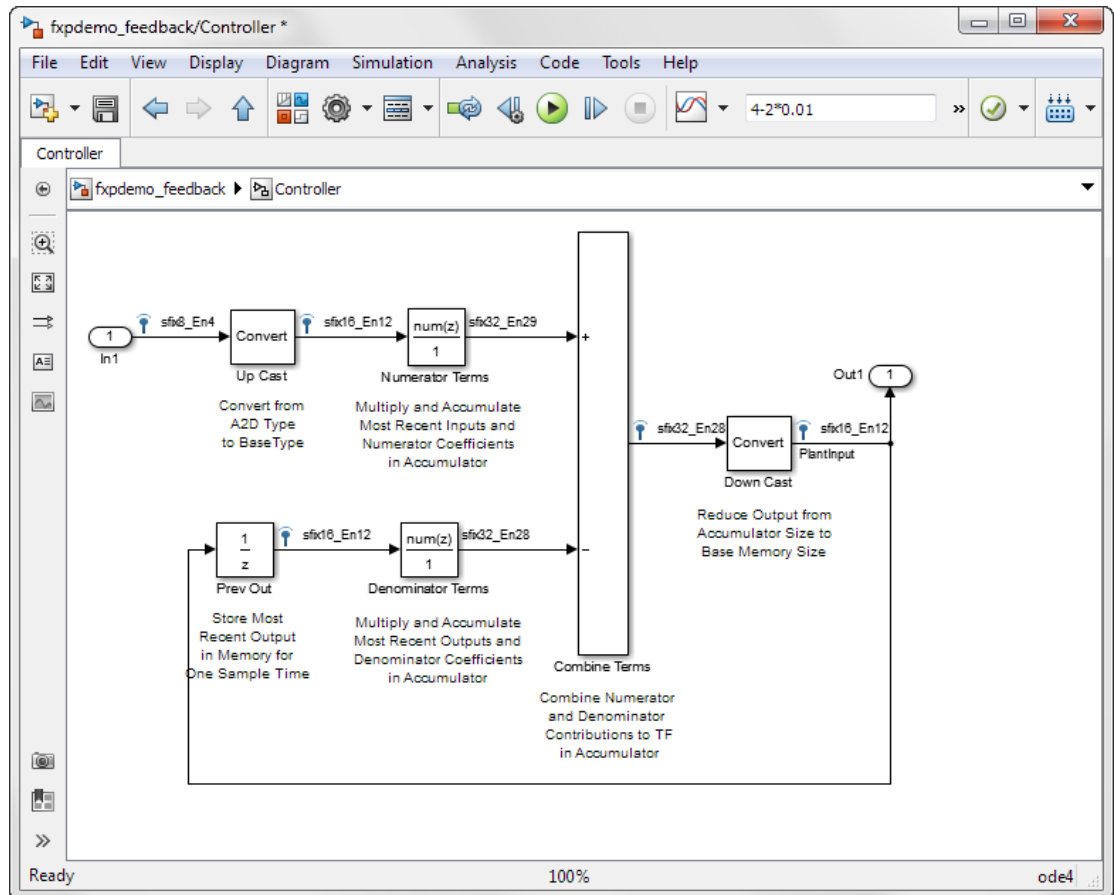 fxpdemo_feedback/Controller *
File Edit View Display Diagram Simulation Analysis Code Tools Help
4-2*0.01
Controller
fxpdemo_feedback Controller
1
In1
sfix8_En4
Convert
Up Cast
Convert from
A2D Type
to BaseType
sfix16_En12
num(z)
1
Numerator Terms
Multiply and Accumulate
Most Recent Inputs and
Numerator Coefficients
in Accumulator
sfix32_En29
+
−
Combine Terms
Combine Numerator
and Denominator
Contributions to TF
in Accumulator
sfix32_En28
Convert
Down Cast
Reduce Output from
Accumulator Size to
Base Memory Size
sfix16_En12
PlantInput
Out1
1
1
z
Prev Out
Store Most
Recent Output
in Memory for
One Sample Time
sfix16_En12
num(z)
1
Denominator Terms
Multiply and Accumulate
Most Recent Outputs and
Denominator Coefficients
in Accumulator
sfix32_En28
Ready 100% ode4